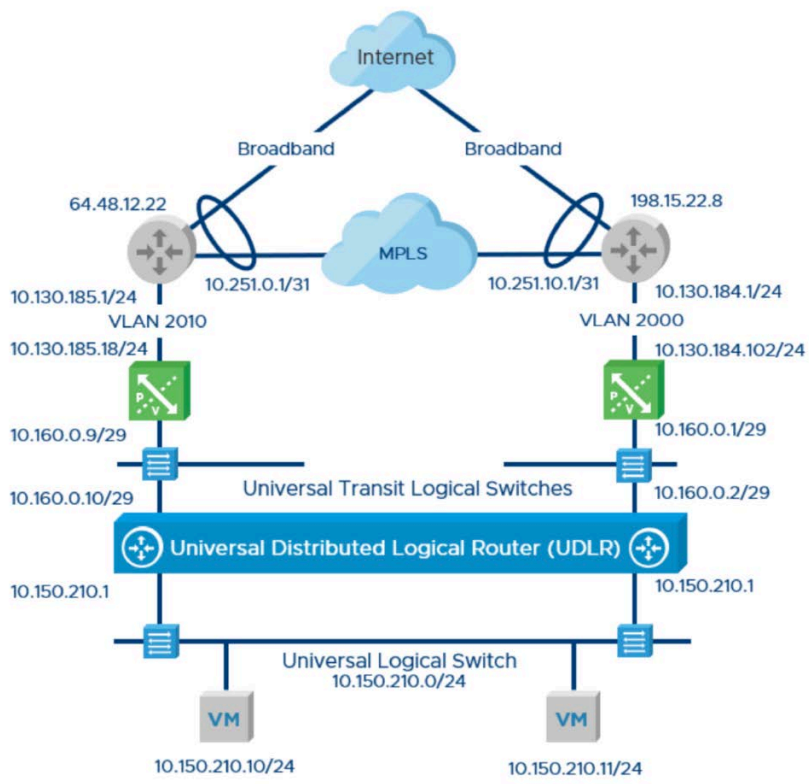 Internet
Broadband
Broadband
64.48.12.22
198.15.22.8
MPLS
10.251.0.1/31
10.251.10.1/31
10.130.185.1/24
10.130.184.1/24
VLAN 2010
VLAN 2000
10.130.185.18/24
10.130.184.102/24
P
V
P
V
10.160.0.9/29
10.160.0.1/29
Universal Transit Logical Switches
10.160.0.10/29
10.160.0.2/29
Universal Distributed Logical Router (UDLR)
10.150.210.1
10.150.210.1
Universal Logical Switch
10.150.210.0/24
VM
VM
10.150.210.10/24
10.150.210.11/24